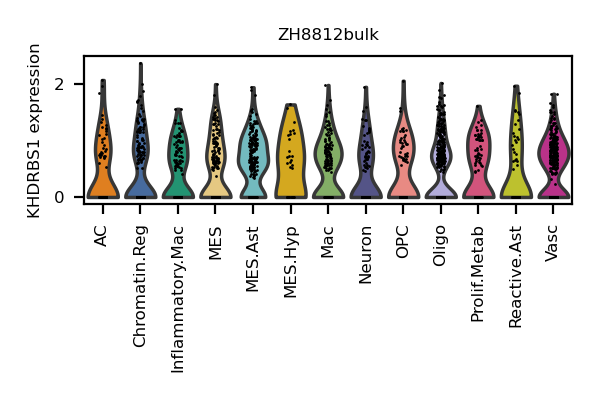 ZH8812bulk
KHDRBS1 expression
2
0
AC
Chromatin.Reg
Inflammatory.Mac
MES
MES.Ast
MES.Hyp
Mac
Neuron
OPC
Oligo
Prolif.Metab
Reactive.Ast
Vasc